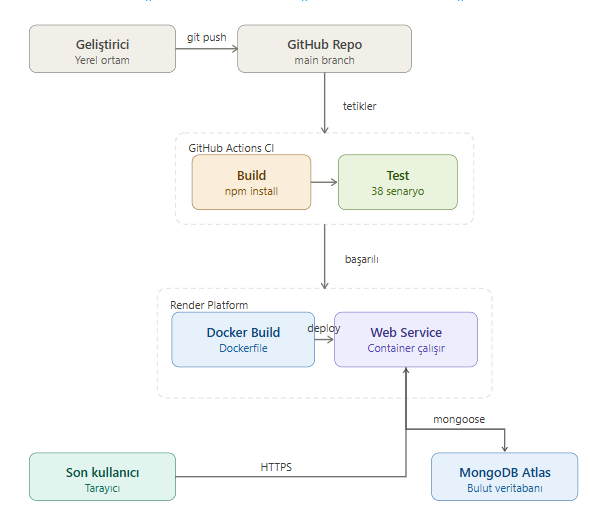 Geliştirici
Yerel ortam
git push
GitHub Repo
main branch
tetikler
GitHub Actions CI
Build
npm install
Test
38 senaryo
başarılı
Render Platform
Docker Build
Dockerfile
deploy
Web Service
Container çalışır
mongoose
Son kullanıcı
Tarayıcı
HTTPS
MongoDB Atlas
Bulut veritabanı